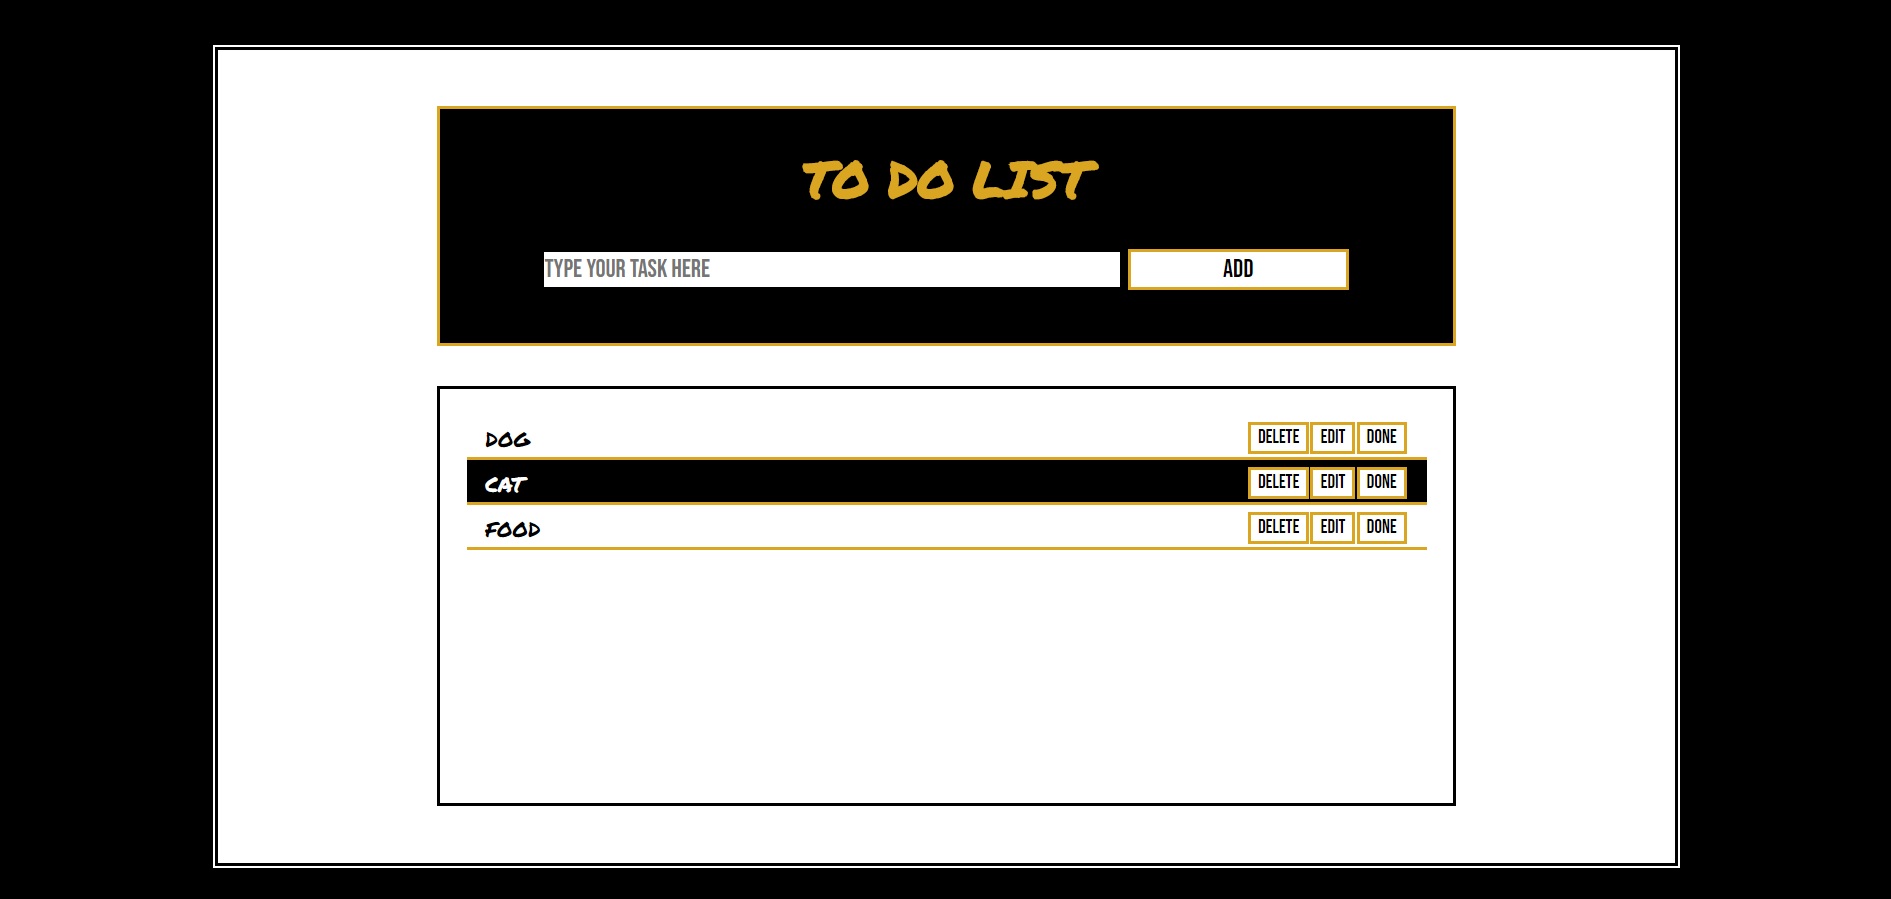 TO DO LIST
TYPE YOUR TASK HERE ADD
DOG DELETE EDIT DONE
CAT DELETE EDIT DONE
FOOD DELETE EDIT DONE